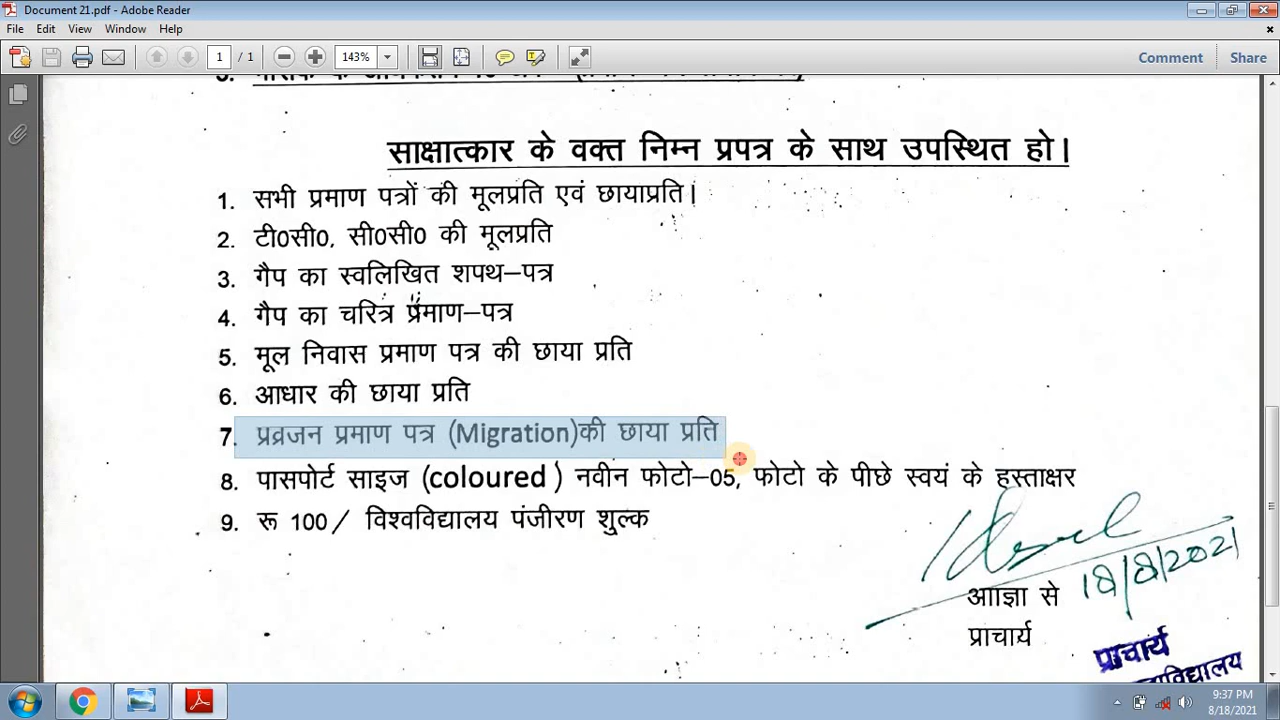 Document 21.pdf - Adobe Reader
File Edit View Window Help
1 / 1 143% Comment Share
साक्षात्कार के वक्त निम्न प्रपत्र के साथ उपस्थित हो।
1. सभी प्रमाण पत्रों की मूलप्रति एवं छायाप्रति।
2. टी0सी0, सी0सी0 की मूलप्रति
3. गैप का स्वलिखित शपथ–पत्र
4. गैप का चरित्र प्रमाण–पत्र
5. मूल निवास प्रमाण पत्र की छाया प्रति
6. आधार की छाया प्रति
7. प्रव्रजन प्रमाण पत्र (Migration)की छाया प्रति
8. पासपोर्ट साइज (coloured ) नवीन फोटो–05, फोटो के पीछे स्वयं के हस्ताक्षर
9. रू 100/ विश्वविद्यालय पंजीरण शुल्क
18/8/2021
आाज्ञा से
प्राचार्य
प्राचार्य
9:37 PM
8/18/2021